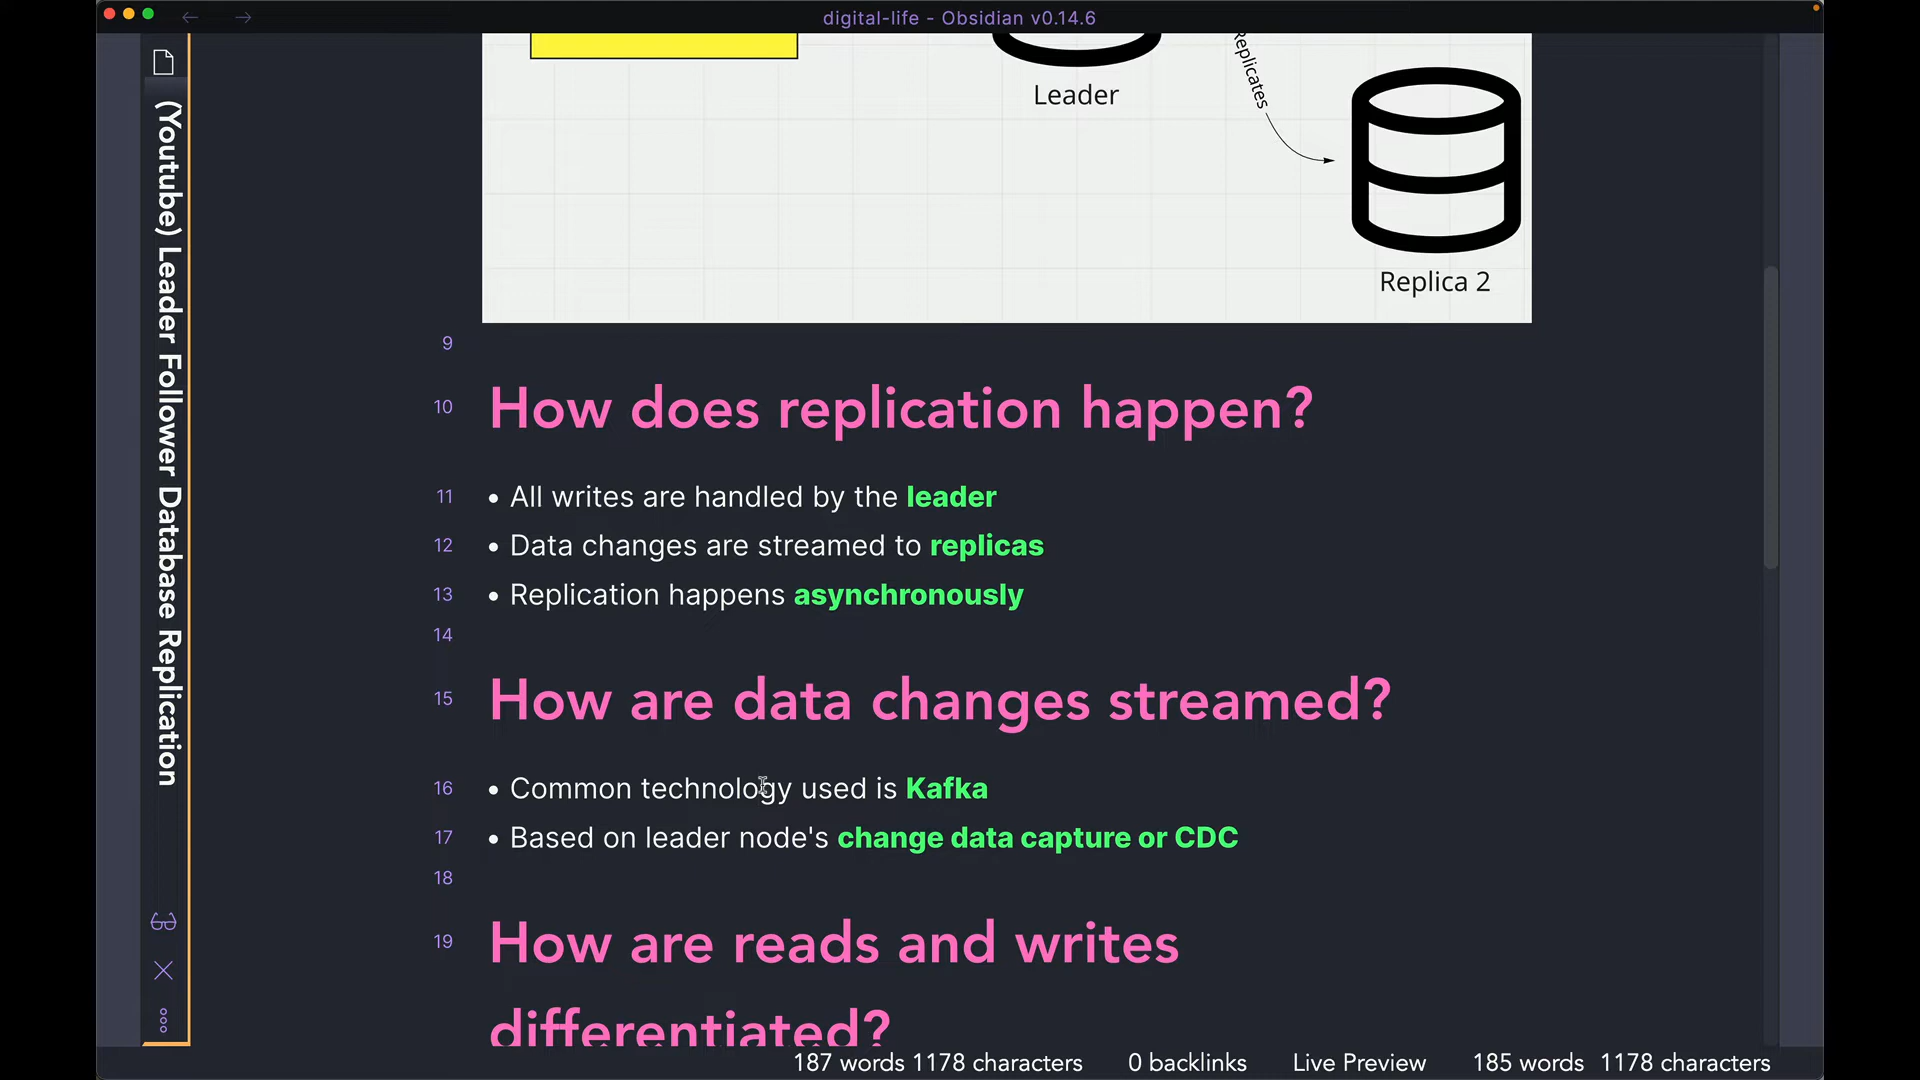 digital-life - Obsidian v0.14.6
(Youtube) Leader Follower Database Replication
Replicates
Leader
Replica 2
9
10 How does replication happen?
11 • All writes are handled by the leader
12 • Data changes are streamed to replicas
13 • Replication happens asynchronously
14
15 How are data changes streamed?
16 • Common technology used is Kafka
17 • Based on leader node's change data capture or CDC
18
19 How are reads and writes
differentiated?
187 words 1178 characters 0 backlinks Live Preview 185 words 1178 characters